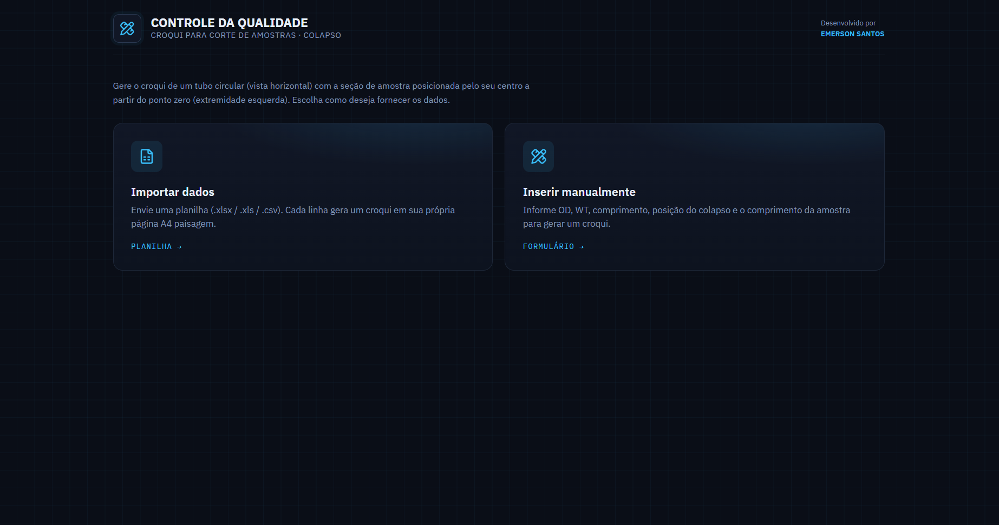 CONTROLE DA QUALIDADE
CROQUI PARA CORTE DE AMOSTRAS · COLAPSO
Desenvolvido por
EMERSON SANTOS
Gere o croqui de um tubo circular (vista horizontal) com a seção de amostra posicionada pelo seu centro a
partir do ponto zero (extremidade esquerda). Escolha como deseja fornecer os dados.
Importar dados
Envie uma planilha (.xlsx / .xls / .csv). Cada linha gera um croqui em sua própria
página A4 paisagem.
PLANILHA →
Inserir manualmente
Informe OD, WT, comprimento, posição do colapso e o comprimento da amostra
para gerar um croqui.
FORMULÁRIO →